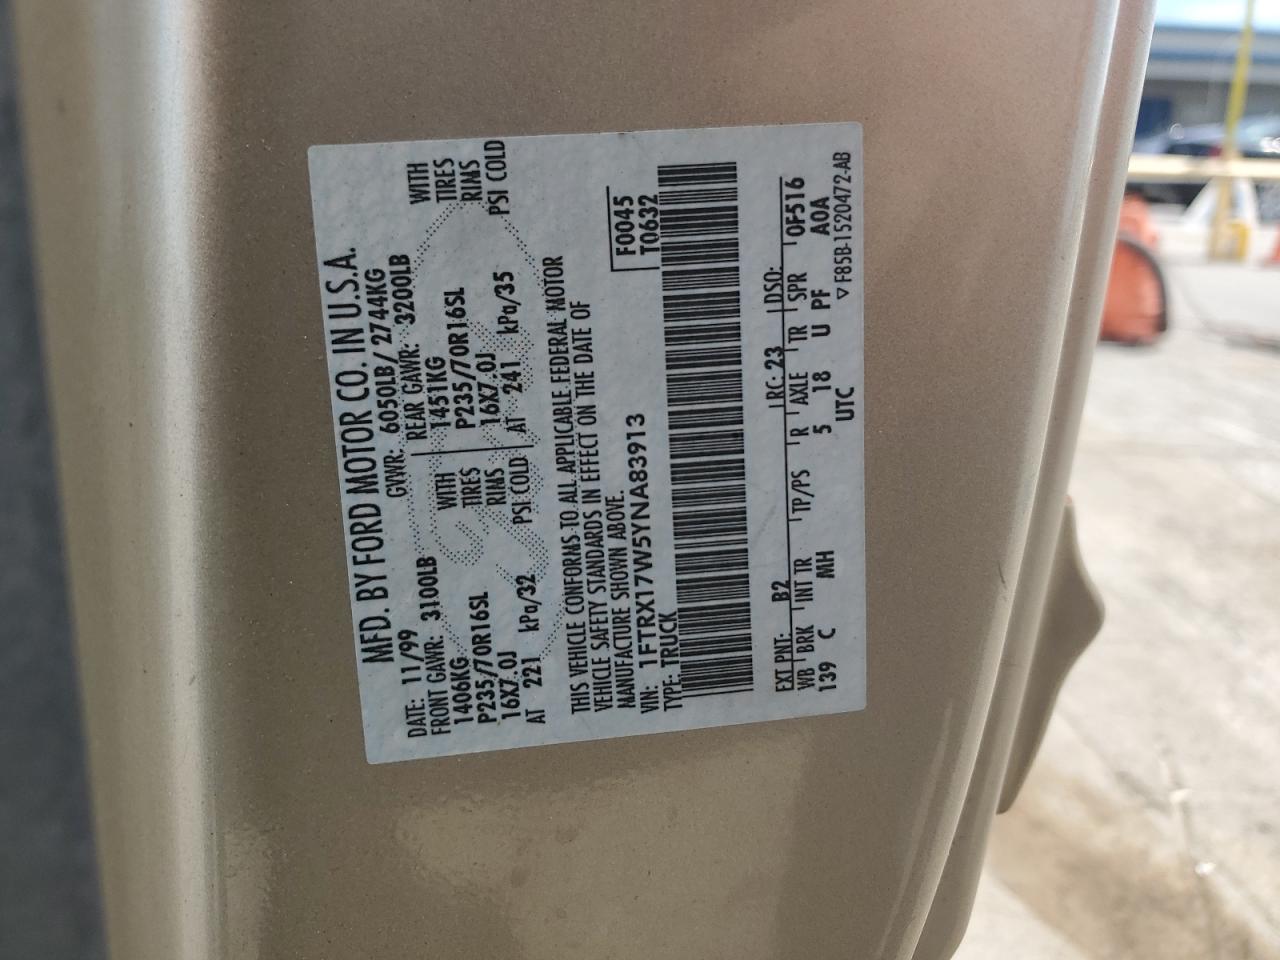 MFD. BY FORD MOTOR CO. IN U.S.A.
DATE: 11/99 GVWR: 6050LB/ 2744KG
FRONT GAWR: 3100LB REAR GAWR: 3200LB
1406KG WITH 1451KG WITH
P235/70R16SL TIRES P235/70R16SL TIRES
16X7.0J RIMS 16X7.0J RIMS
AT 221 kPa/32 PSI COLD AT 241 kPa/35 PSI COLD
THIS VEHICLE CONFORMS TO ALL APPLICABLE FEDERAL MOTOR
VEHICLE SAFETY STANDARDS IN EFFECT ON THE DATE OF
MANUFACTURE SHOWN ABOVE.
VIN: 1FTRX17W5YNA83913 F0045
TYPE: TRUCK T0632
EXT PNT: B2 RC: 23 DSO:
WB BRK INT TR TP/PS R AXLE TR SPR 0F516
139 C MH 5 18 U PF A0A
UTC ▽ F85B-1520472-AB